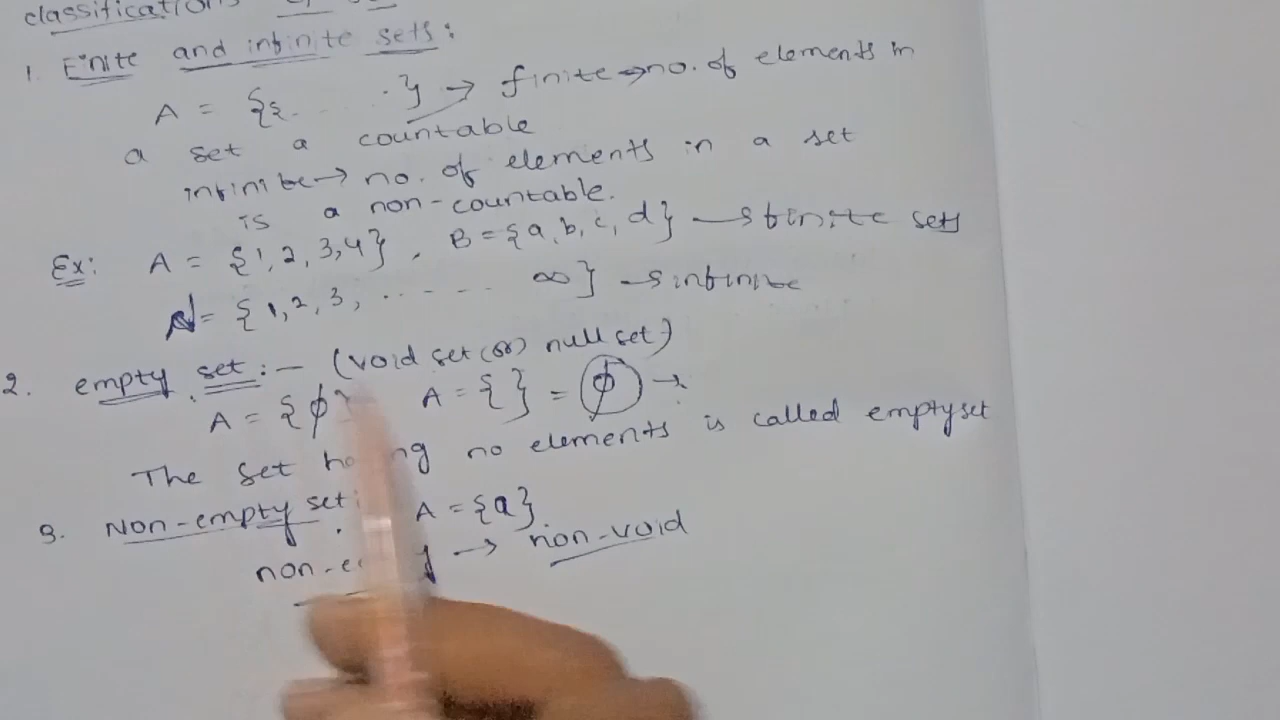 classifications
1. Finite and infinite sets:
A = { . . . . . } → finite → no. of elements in
a set a countable
infinite → no. of elements in a set
is a non-countable.
Ex: A = {1, 2, 3, 4}, B = {a, b, c, d} → finite sets
N = {1, 2, 3, ....... ∞} → infinite
2. empty set :- (void set (or) null set)
A = {ϕ} A = { } = ϕ →
The set no elements is called emptyset
3. Non-empty set: A = {a}
→ non-void